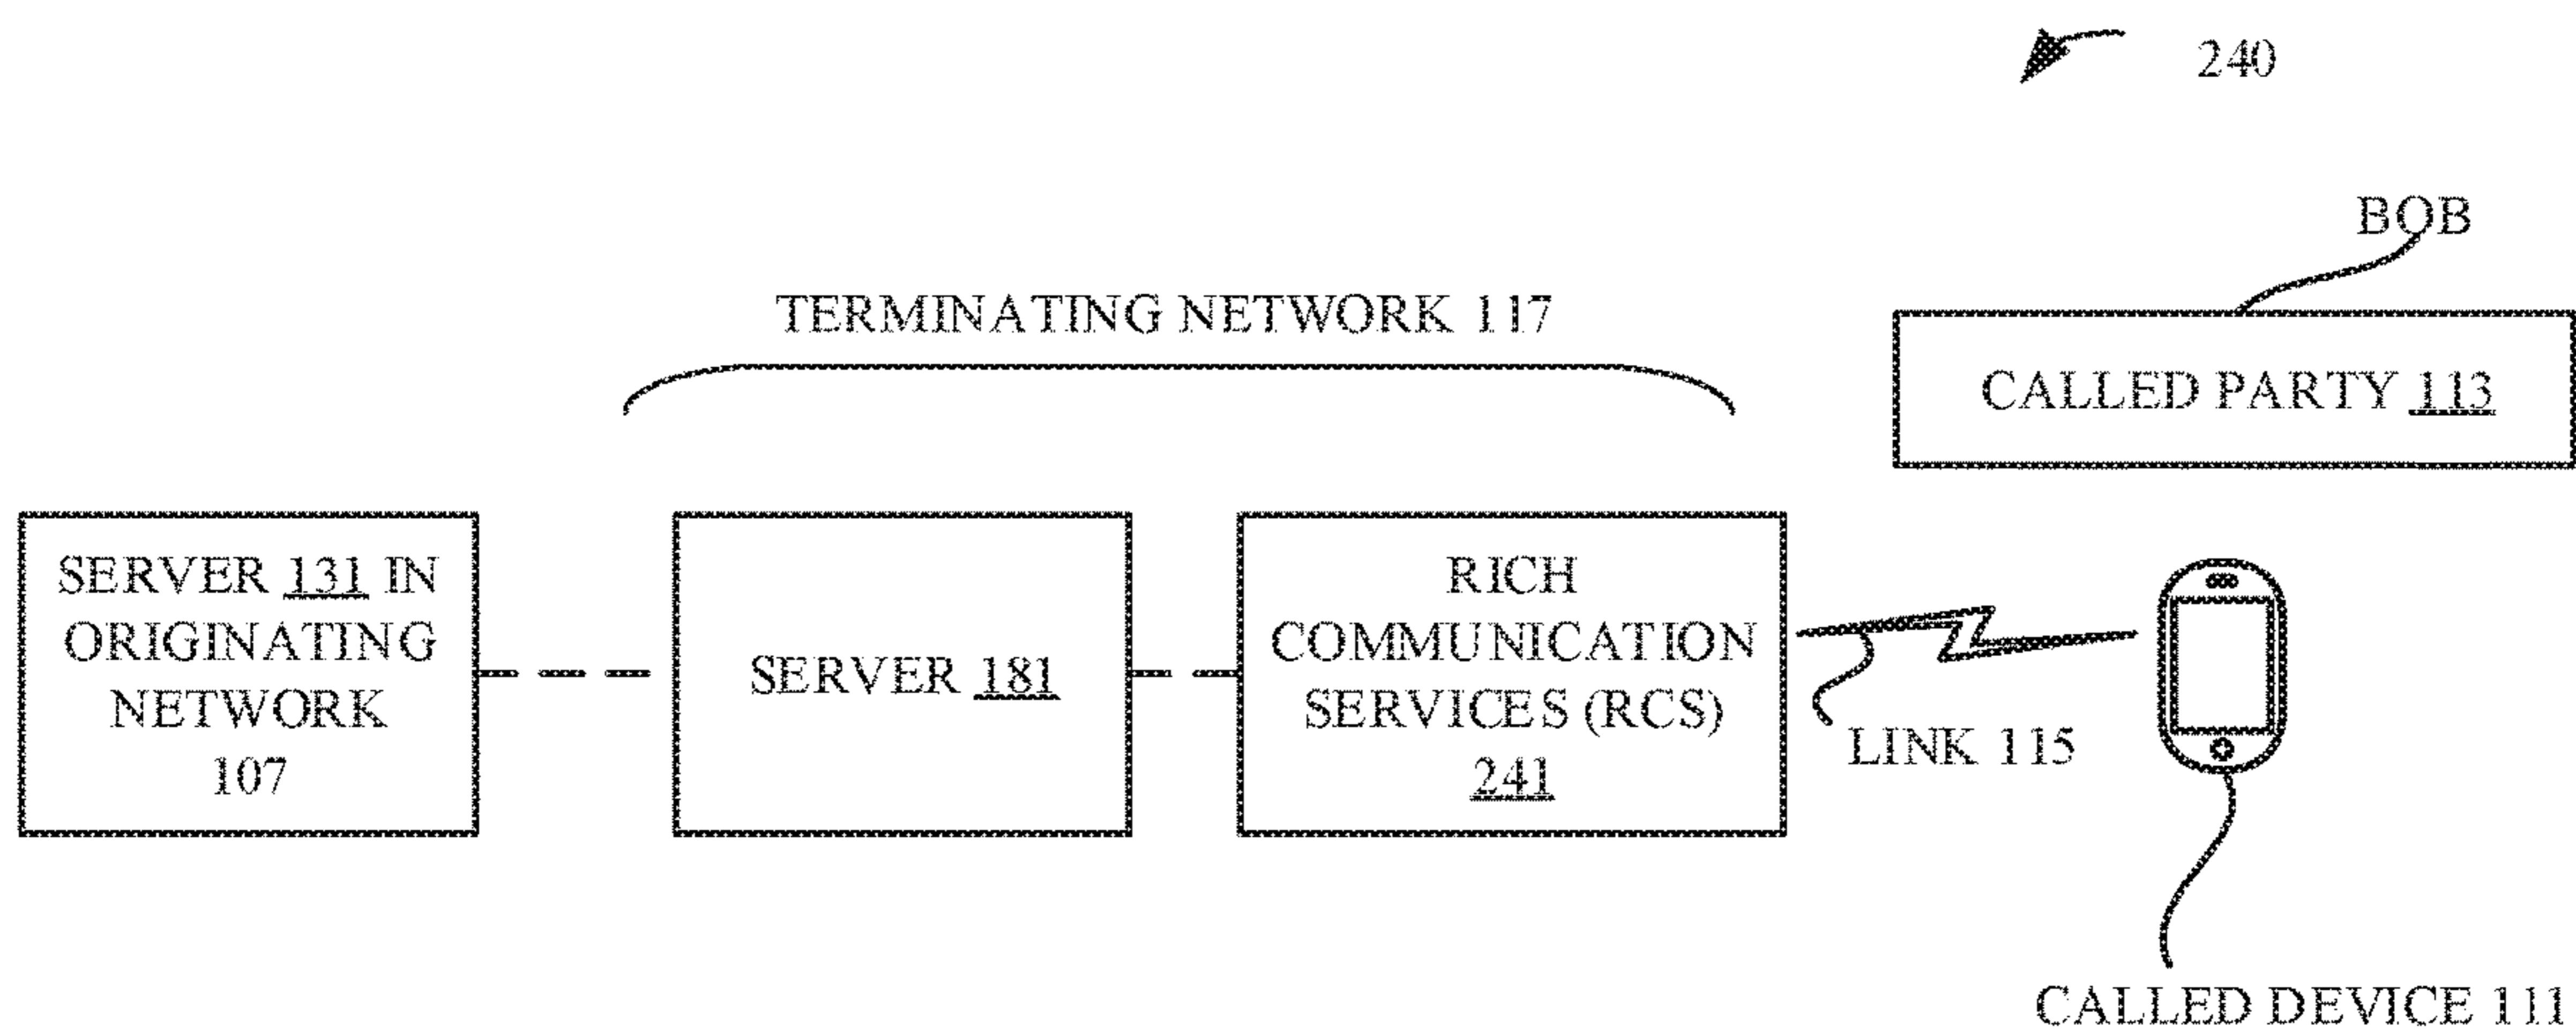 240
BOB
TERMINATING NETWORK 117
CALLED PARTY 113
SERVER 131 IN
ORIGINATING
NETWORK
107
SERVER 181
RICH
COMMUNICATION
SERVICES (RCS)
241
LINK 115
CALLED DEVICE 111